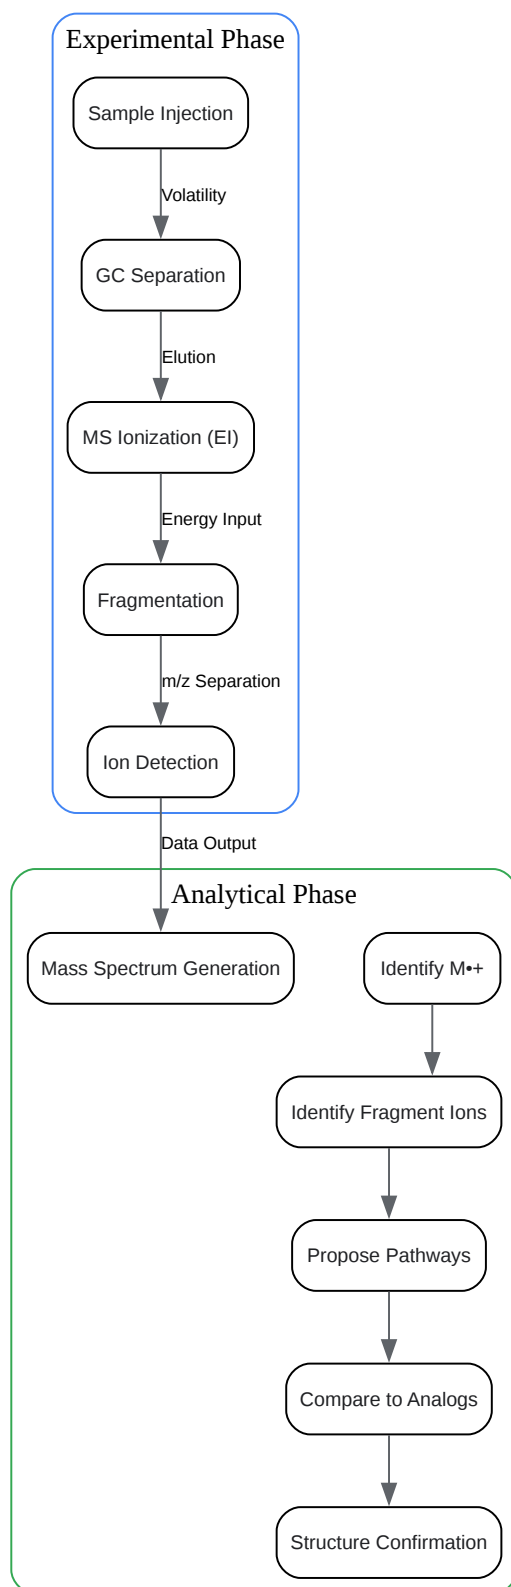 Experimental Phase
Sample Injection
Volatility
GC Separation
Elution
MS Ionization (EI)
Energy Input
Fragmentation
m/z Separation
Ion Detection
Data Output
Analytical Phase
Mass Spectrum Generation
Identify M•+
Identify Fragment Ions
Propose Pathways
Compare to Analogs
Structure Confirmation